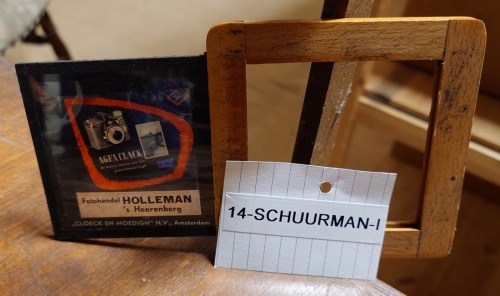 AGFA CLACK
Fotohandel HOLLEMAN
's Heerenberg
„CLOECK EN MOEDIGH" N.V., Amsterdam
14-SCHUURMAN-I